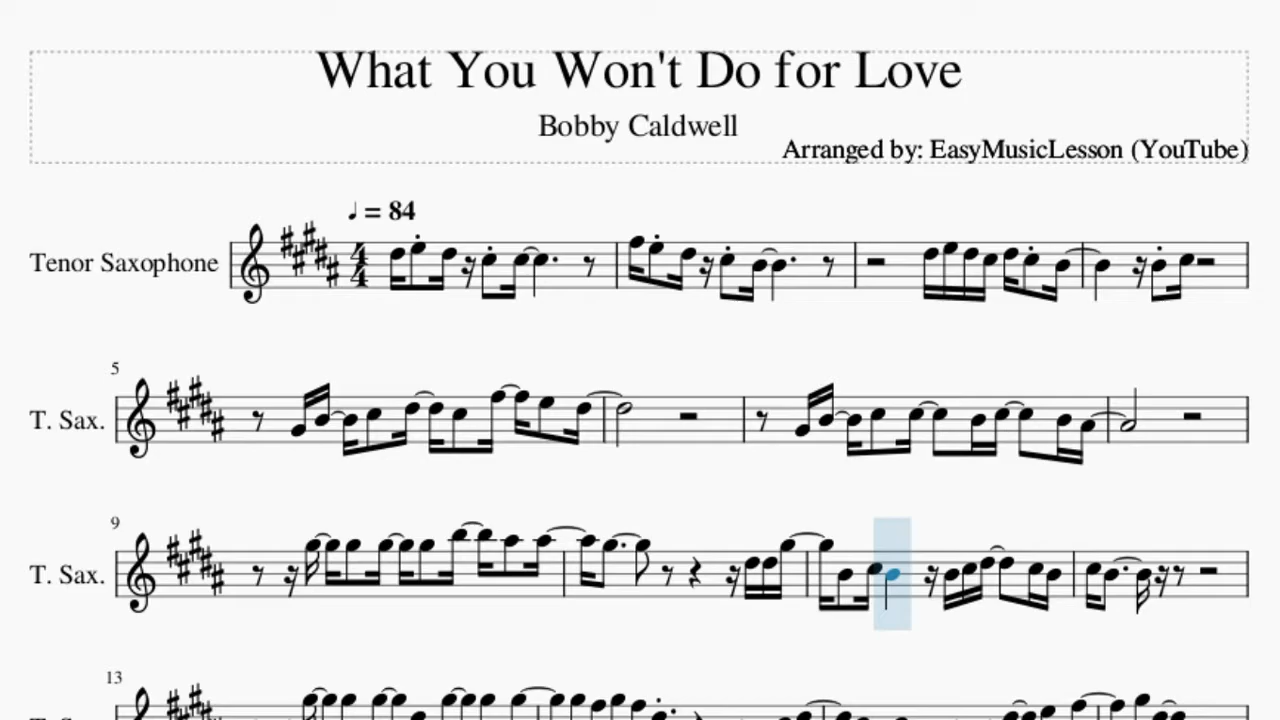 What You Won't Do for Love
Bobby Caldwell
Arranged by: EasyMusicLesson (YouTube)
♩ = 84
Tenor Saxophone
4
4
5
T. Sax.
9
T. Sax.
13